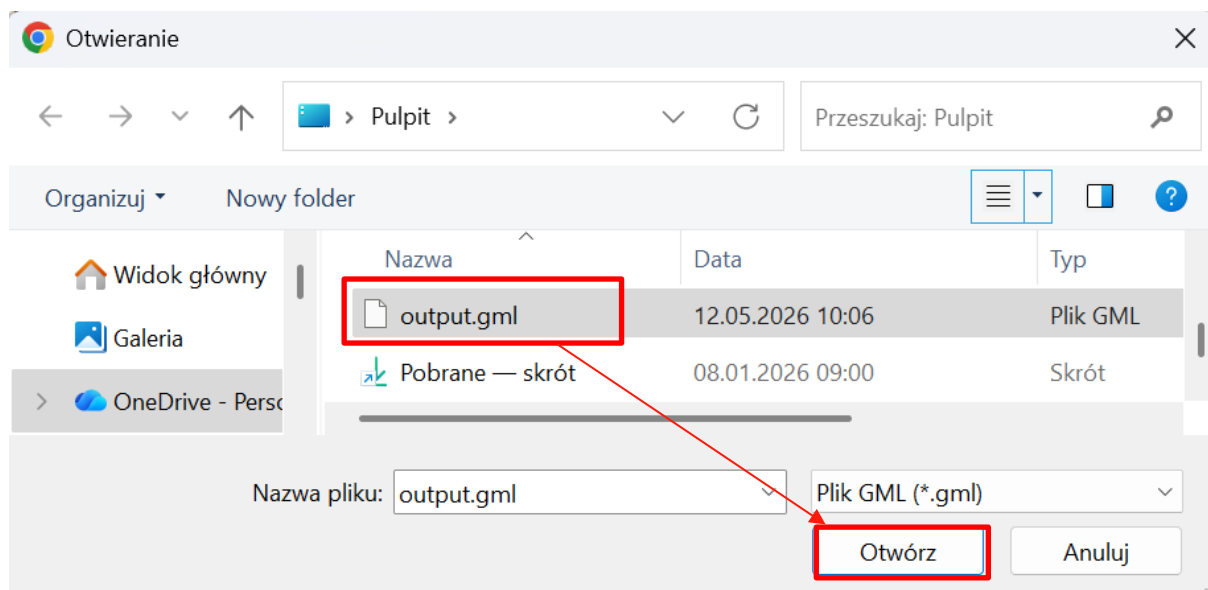 Otwieranie
Pulpit
Przeszukaj: Pulpit
Organizuj
Nowy folder
?
Nazwa Data Typ
Widok główny
output.gml 12.05.2026 10:06 Plik GML
Galeria
Pobrane — skrót 08.01.2026 09:00 Skrót
OneDrive - Perso
Nazwa pliku: output.gml Plik GML (*.gml)
Otwórz Anuluj